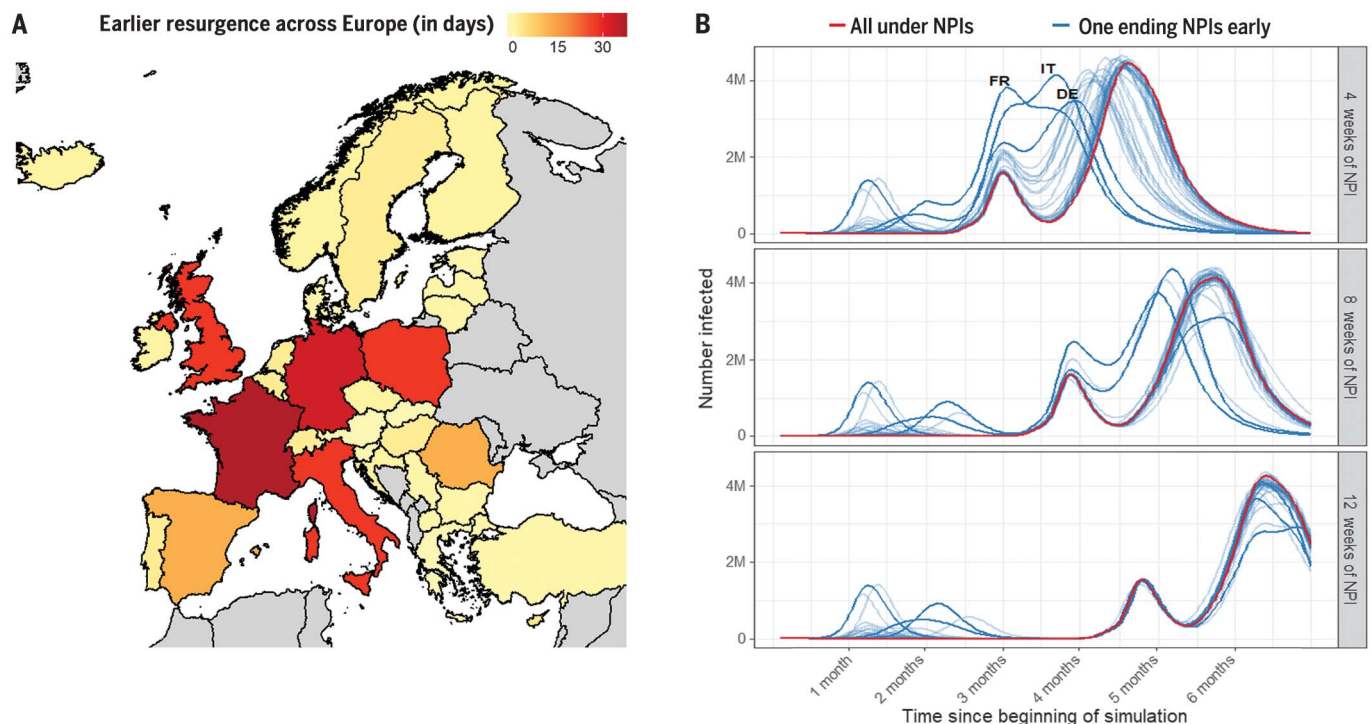 A
Earlier resurgence across Europe (in days)
0 15 30
B
All under NPIs
One ending NPIs early
Number infected
4M
2M
0
FR
IT
DE
4 weeks of NPI
4M
2M
0
8 weeks of NPI
4M
2M
0
12 weeks of NPI
1 month
2 months
3 months
4 months
5 months
6 months
Time since beginning of simulation